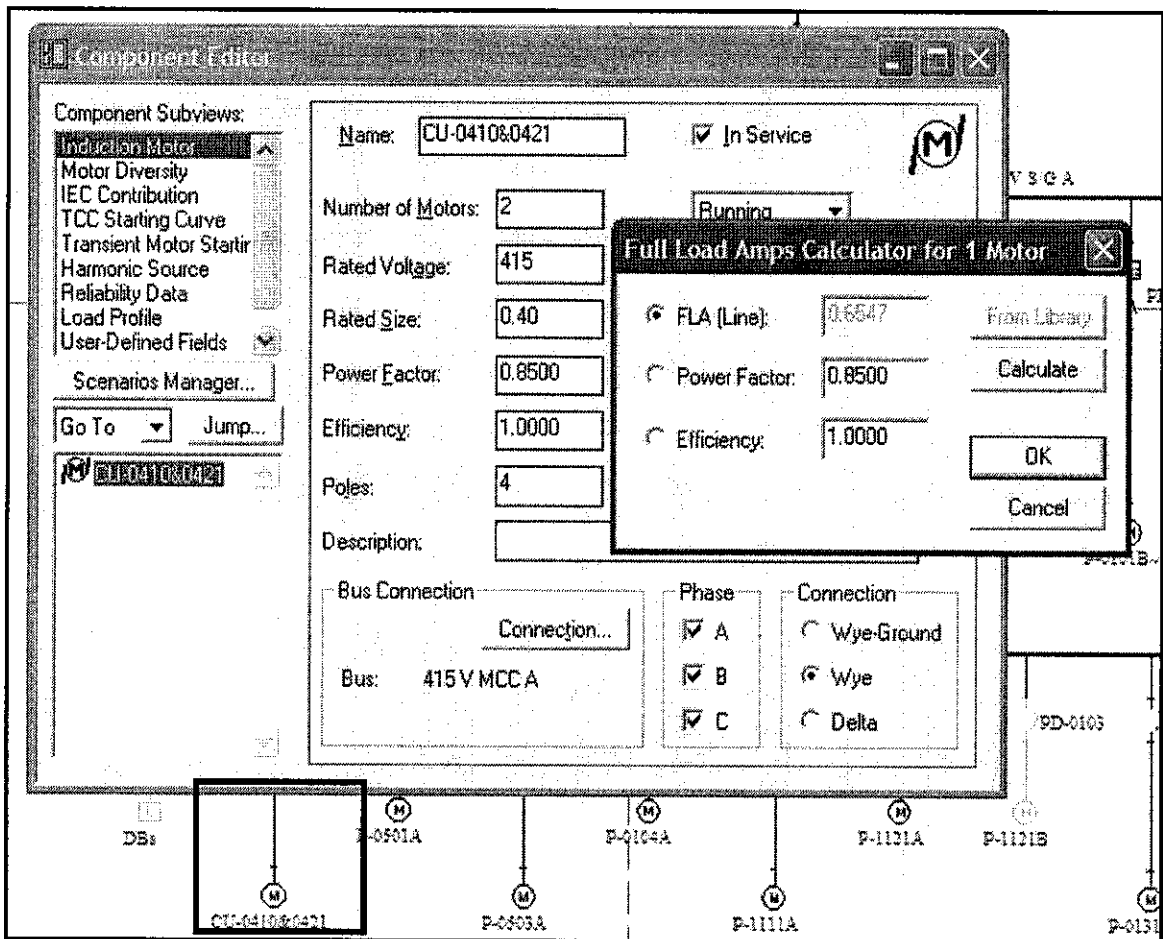 Component Editor
Component Subviews:
Induction Motor
Motor Diversity
IEC Contribution
TCC Starting Curve
Transient Motor Startir
Harmonic Source
Reliability Data
Load Profile
User-Defined Fields
Scenarios Manager...
Go To
Jump...
CU-0410&0421
Name: CU-0410&0421
In Service
M
Number of Motors: 2
Running
Rated Voltage: 415
Rated Size: 0.40
Power Factor: 0.8500
Efficiency: 1.0000
Poles: 4
Description:
Bus Connection
Connection...
Bus: 415 V MCC A
Phase
A
B
C
Connection
Wye-Ground
Wye
Delta
Full Load Amps Calculator for 1 Motor
FLA (Line): 0.6547
From Library
Power Factor: 0.8500
Calculate
Efficiency: 1.0000
OK
Cancel
V S G A
PD-0103
DBs
P-0501A
P-0104A
P-1121A
P-1121B
CU-0410&0421
P-0503A
P-1111A
P-0131